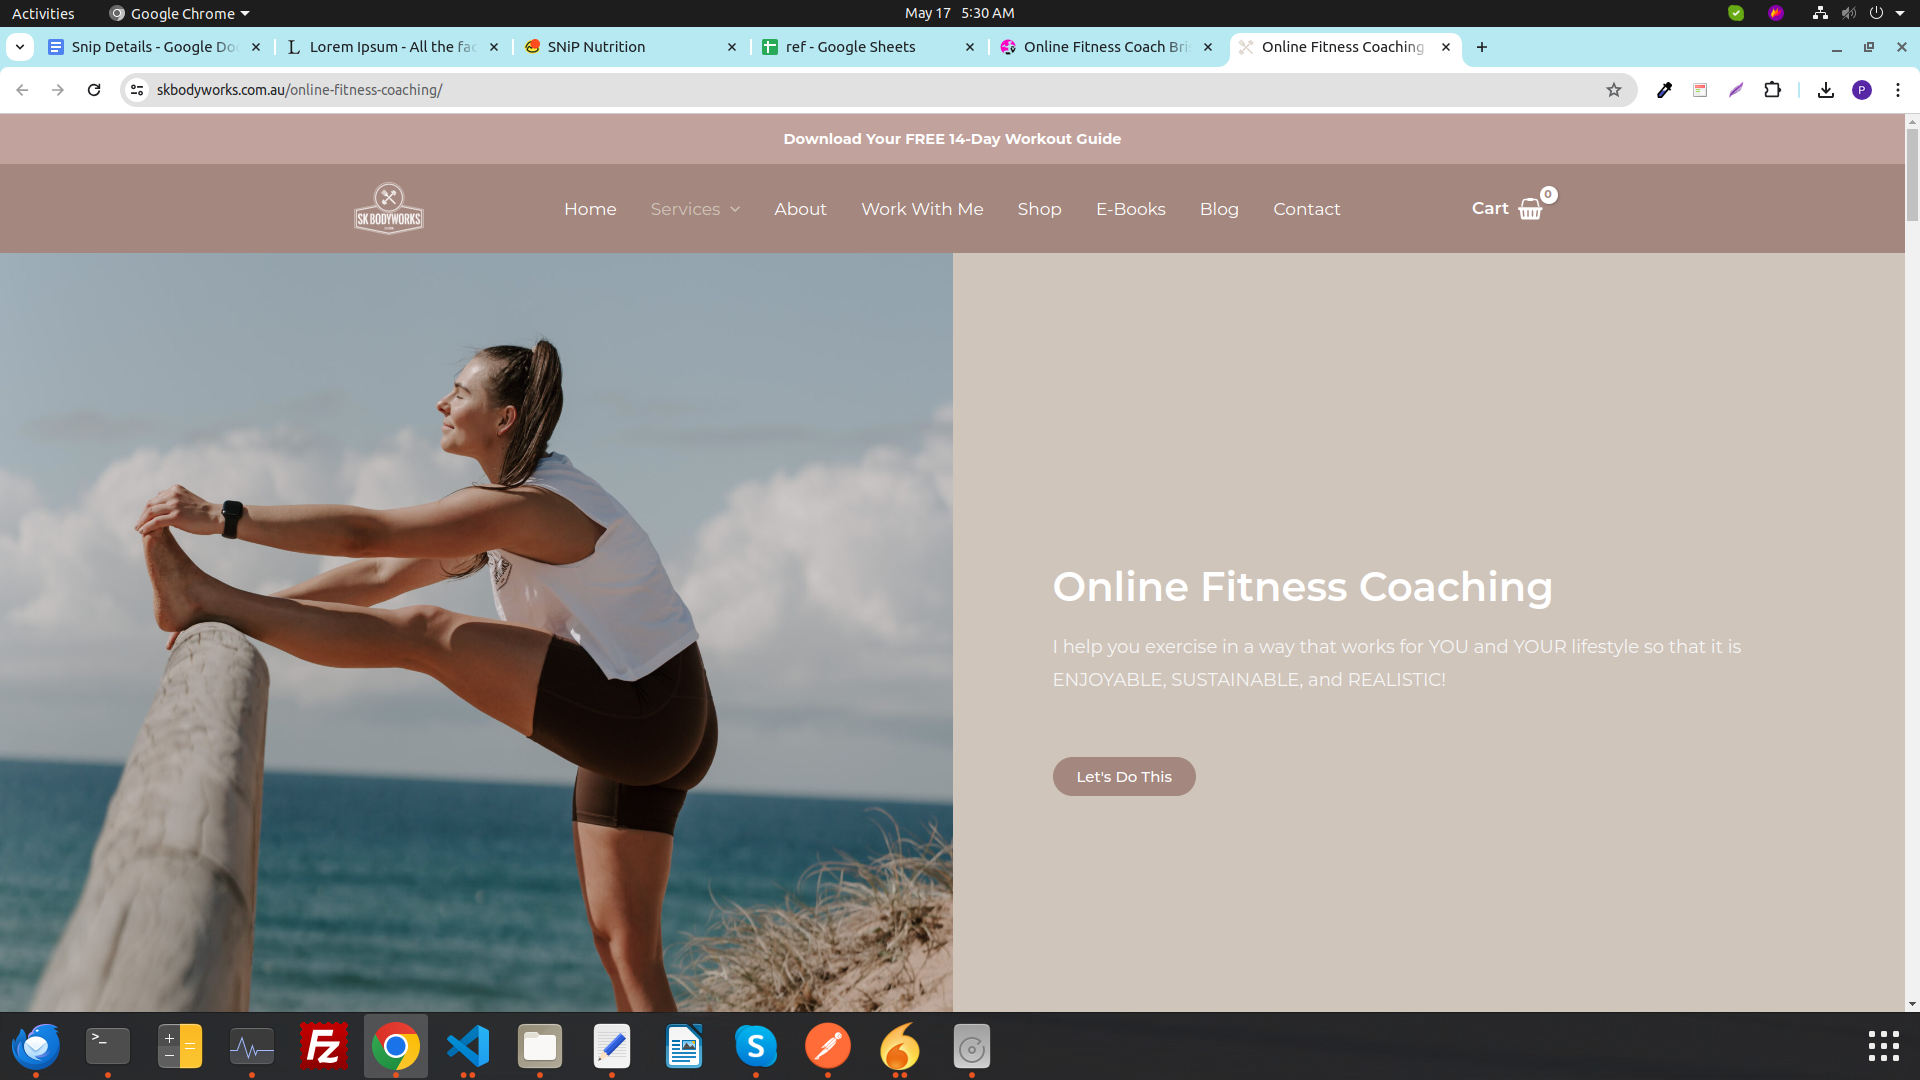 Activities
Google Chrome
May 17 5:30 AM
Snip Details - Google Do
Lorem Ipsum - All the fac
SNiP Nutrition
ref - Google Sheets
Online Fitness Coach Bri
Online Fitness Coaching
skbodyworks.com.au/online-fitness-coaching/
P
Download Your FREE 14-Day Workout Guide
SK BODYWORKS
Home
Services
About
Work With Me
Shop
E-Books
Blog
Contact
Cart
0
Online Fitness Coaching
I help you exercise in a way that works for YOU and YOUR lifestyle so that it is
ENJOYABLE, SUSTAINABLE, and REALISTIC!
Let's Do This